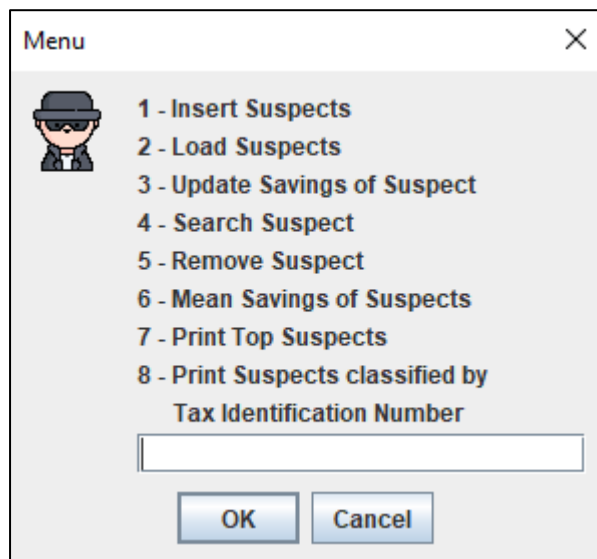 Menu
1 - Insert Suspects
2 - Load Suspects
3 - Update Savings of Suspect
4 - Search Suspect
5 - Remove Suspect
6 - Mean Savings of Suspects
7 - Print Top Suspects
8 - Print Suspects classified by
Tax Identification Number
OK Cancel